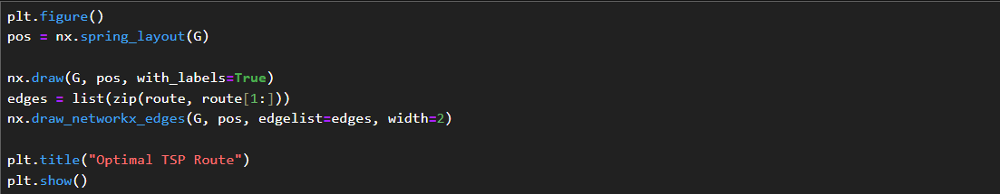 plt.figure()
pos = nx.spring_layout(G)
nx.draw(G, pos, with_labels=True)
edges = list(zip(route, route[1:]))
nx.draw_networkx_edges(G, pos, edgelist=edges, width=2)
plt.title("Optimal TSP Route")
plt.show()